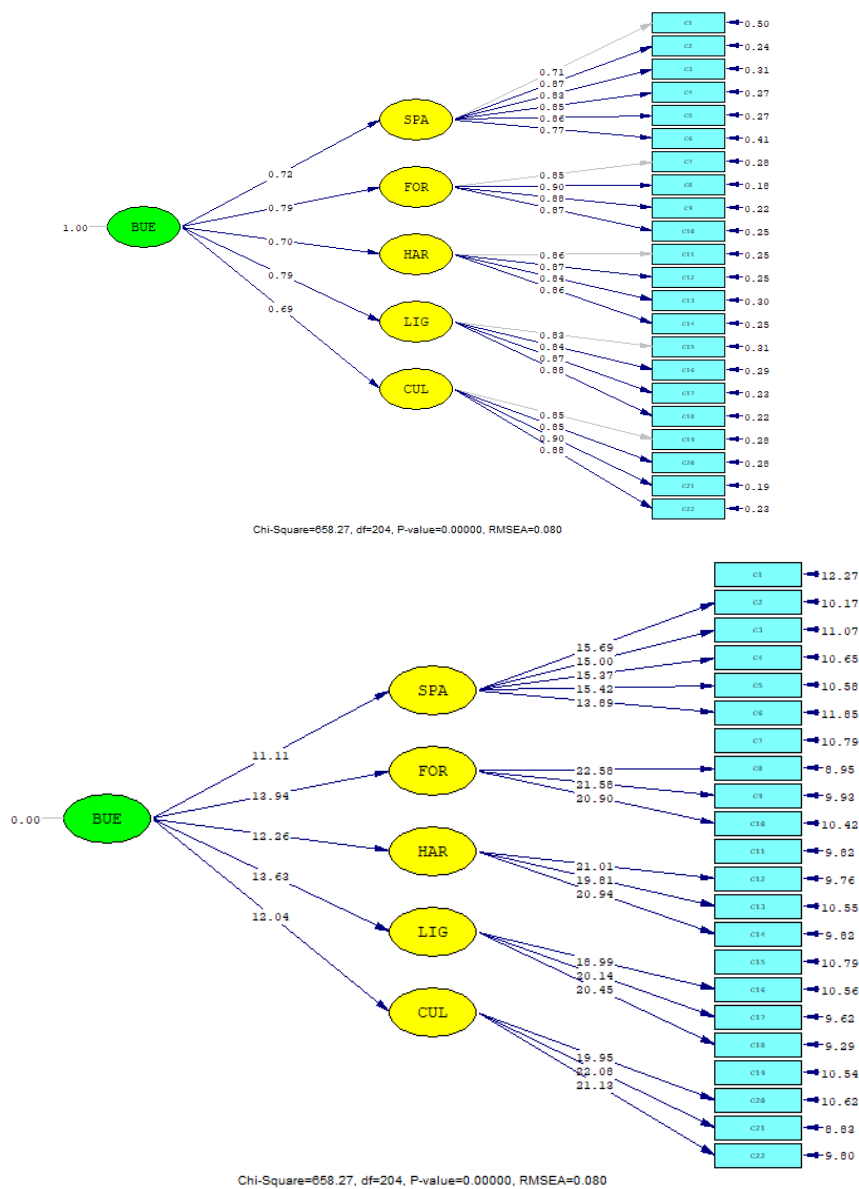 C1 0.50
C2 0.24
C3 0.31
C4 0.27
C5 0.27
C6 0.41
C7 0.28
C8 0.18
C9 0.22
C10 0.25
C11 0.25
C12 0.25
C13 0.30
C14 0.25
C15 0.31
C16 0.29
C17 0.23
C18 0.22
C19 0.28
C20 0.28
C21 0.19
C22 0.23
0.71
0.87
0.83
0.85
0.86
0.77
0.85
0.90
0.88
0.87
0.86
0.87
0.84
0.86
0.83
0.84
0.87
0.88
0.85
0.85
0.90
0.88
SPA
FOR
HAR
LIG
CUL
0.72
0.79
0.70
0.79
0.69
1.00 BUE
Chi-Square=658.27, df=204, P-value=0.00000, RMSEA=0.080
C1 12.27
C2 10.17
C3 11.07
C4 10.65
C5 10.58
C6 11.85
C7 10.79
C8 8.95
C9 9.93
C10 10.42
C11 9.82
C12 9.76
C13 10.55
C14 9.82
C15 10.79
C16 10.56
C17 9.62
C18 9.29
C19 10.54
C20 10.62
C21 8.83
C22 9.80
15.69
15.00
15.37
15.42
13.89
22.58
21.58
20.90
21.01
19.81
20.94
18.99
20.14
20.45
19.95
22.08
21.13
SPA
FOR
HAR
LIG
CUL
11.11
13.94
12.26
13.63
12.04
0.00 BUE
Chi-Square=658.27, df=204, P-value=0.00000, RMSEA=0.080